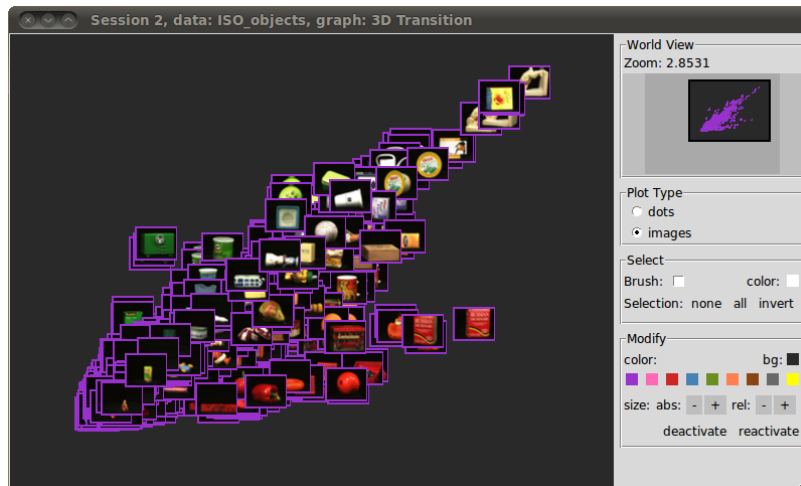 Session 2, data: ISO_objects, graph: 3D Transition
World View
Zoom: 2.8531
Plot Type
dots
images
Select
Brush: color:
Selection: none all invert
Modify
color: bg:
size: abs: - + rel: - +
deactivate reactivate